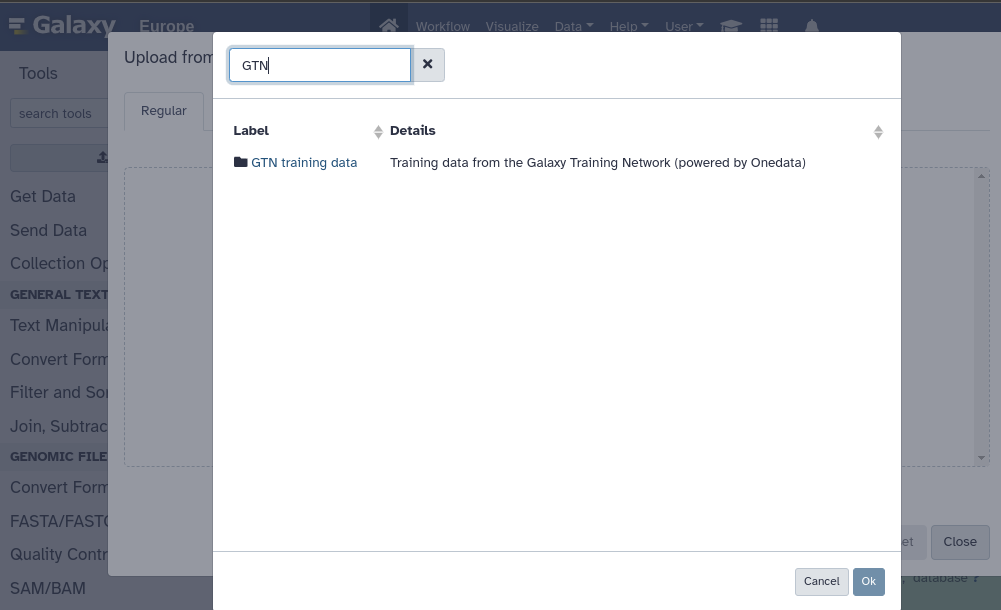 Galaxy Europe Workflow Visualize Data Help User
Upload from
GTN
Tools
Regular
search tools
Label Details
GTN training data Training data from the Galaxy Training Network (powered by Onedata)
Get Data
Send Data
Collection Op
GENERAL TEXT
Text Manipula
Convert Form
Filter and Sor
Join, Subtrac
GENOMIC FILE
Convert Form
FASTA/FASTQ
Quality Contr
SAM/BAM
et Close
Cancel Ok
, database ?